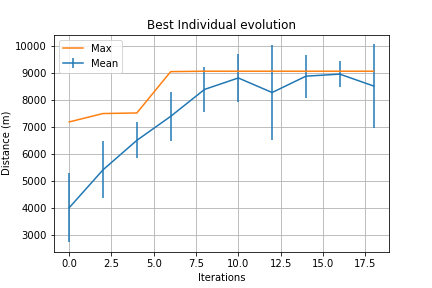 Best Individual evolution
Max
Mean
Distance (m)
10000
9000
8000
7000
6000
5000
4000
3000
0.0 2.5 5.0 7.5 10.0 12.5 15.0 17.5
Iterations